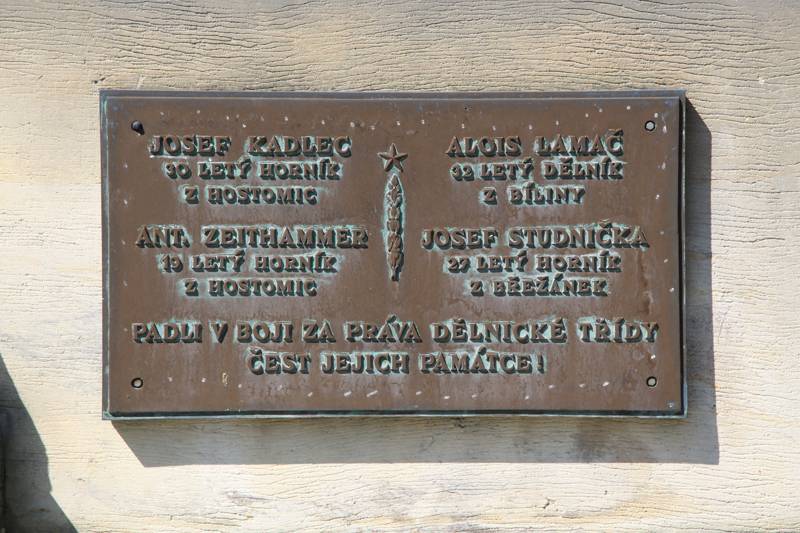 JOSEF KADLEC
30 LETÝ HORNÍK
Z HOSTOMIC
ALOIS LAMAČ
32 LETÝ DĚLNÍK
Z BÍLINY
ANT. ZEITHAMMER
19 LETÝ HORNÍK
Z HOSTOMIC
JOSEF STUDNIČKA
27 LETÝ HORNÍK
Z BŘEŽÁNEK
PADLI V BOJI ZA PRÁVA DĚLNICKÉ TŘÍDY
ČEST JEJICH PAMÁTCE!